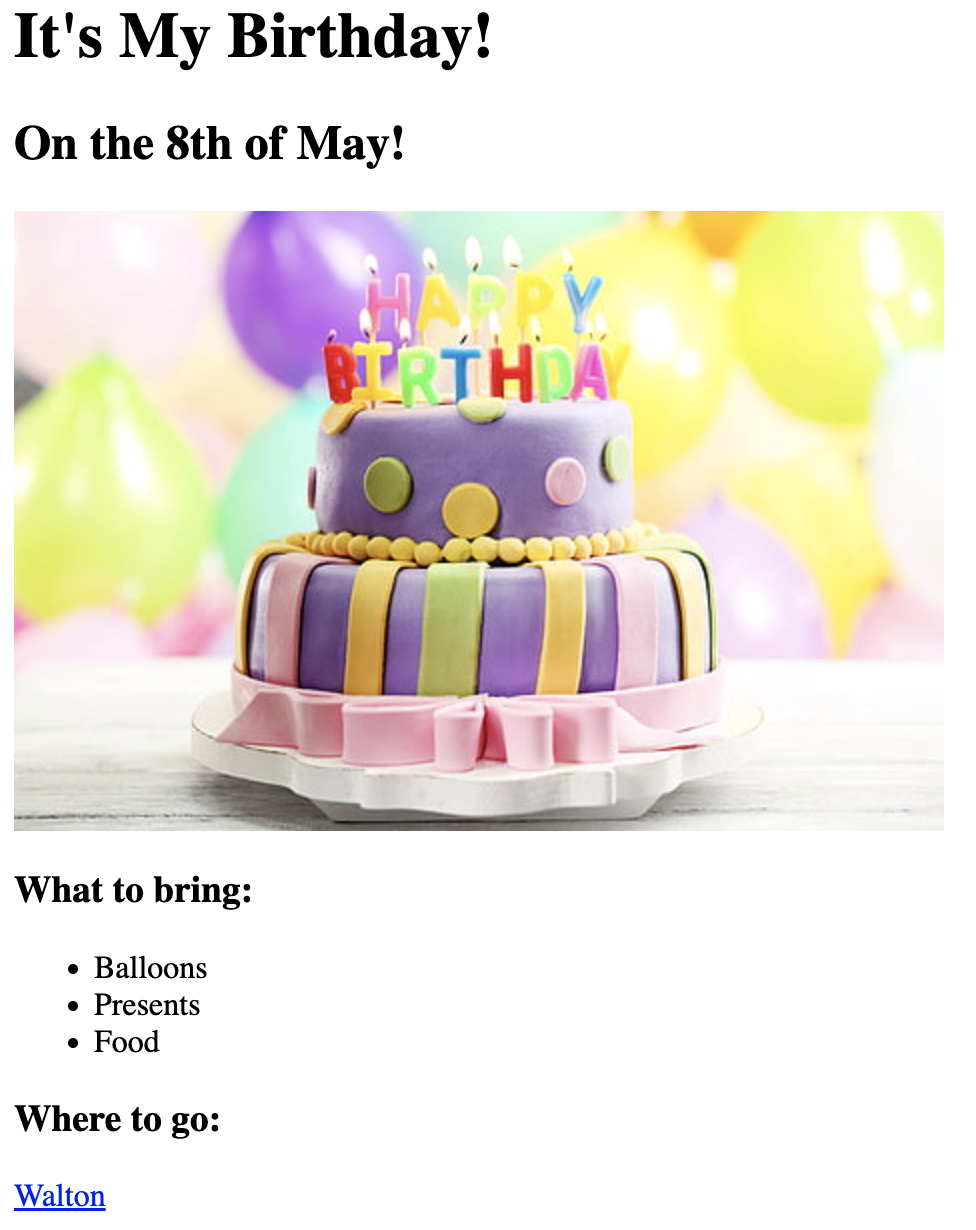 It's My Birthday!
On the 8th of May!
HAPPY
BIRTHDAY
What to bring:
Balloons
Presents
Food
Where to go:
Walton